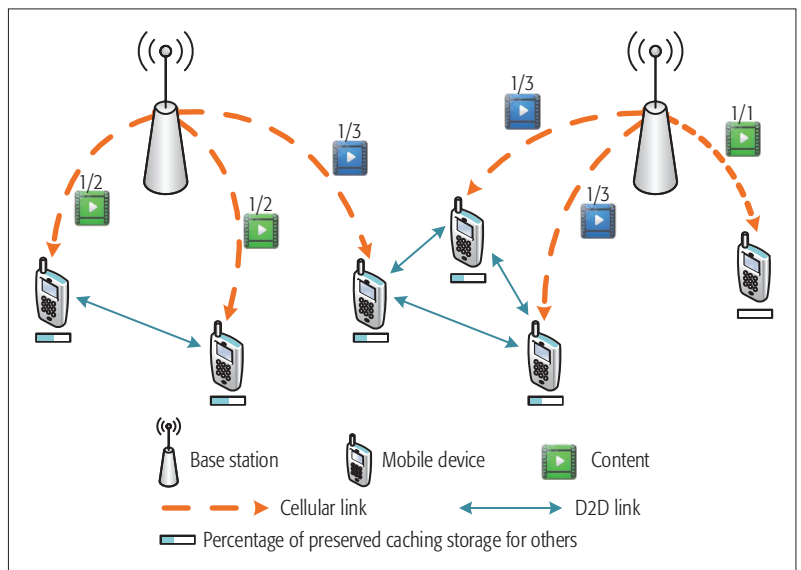 1/3
1/3
1/1
1/2
1/2
1/3
Base station
Mobile device
Content
Cellular link
D2D link
Percentage of preserved caching storage for others